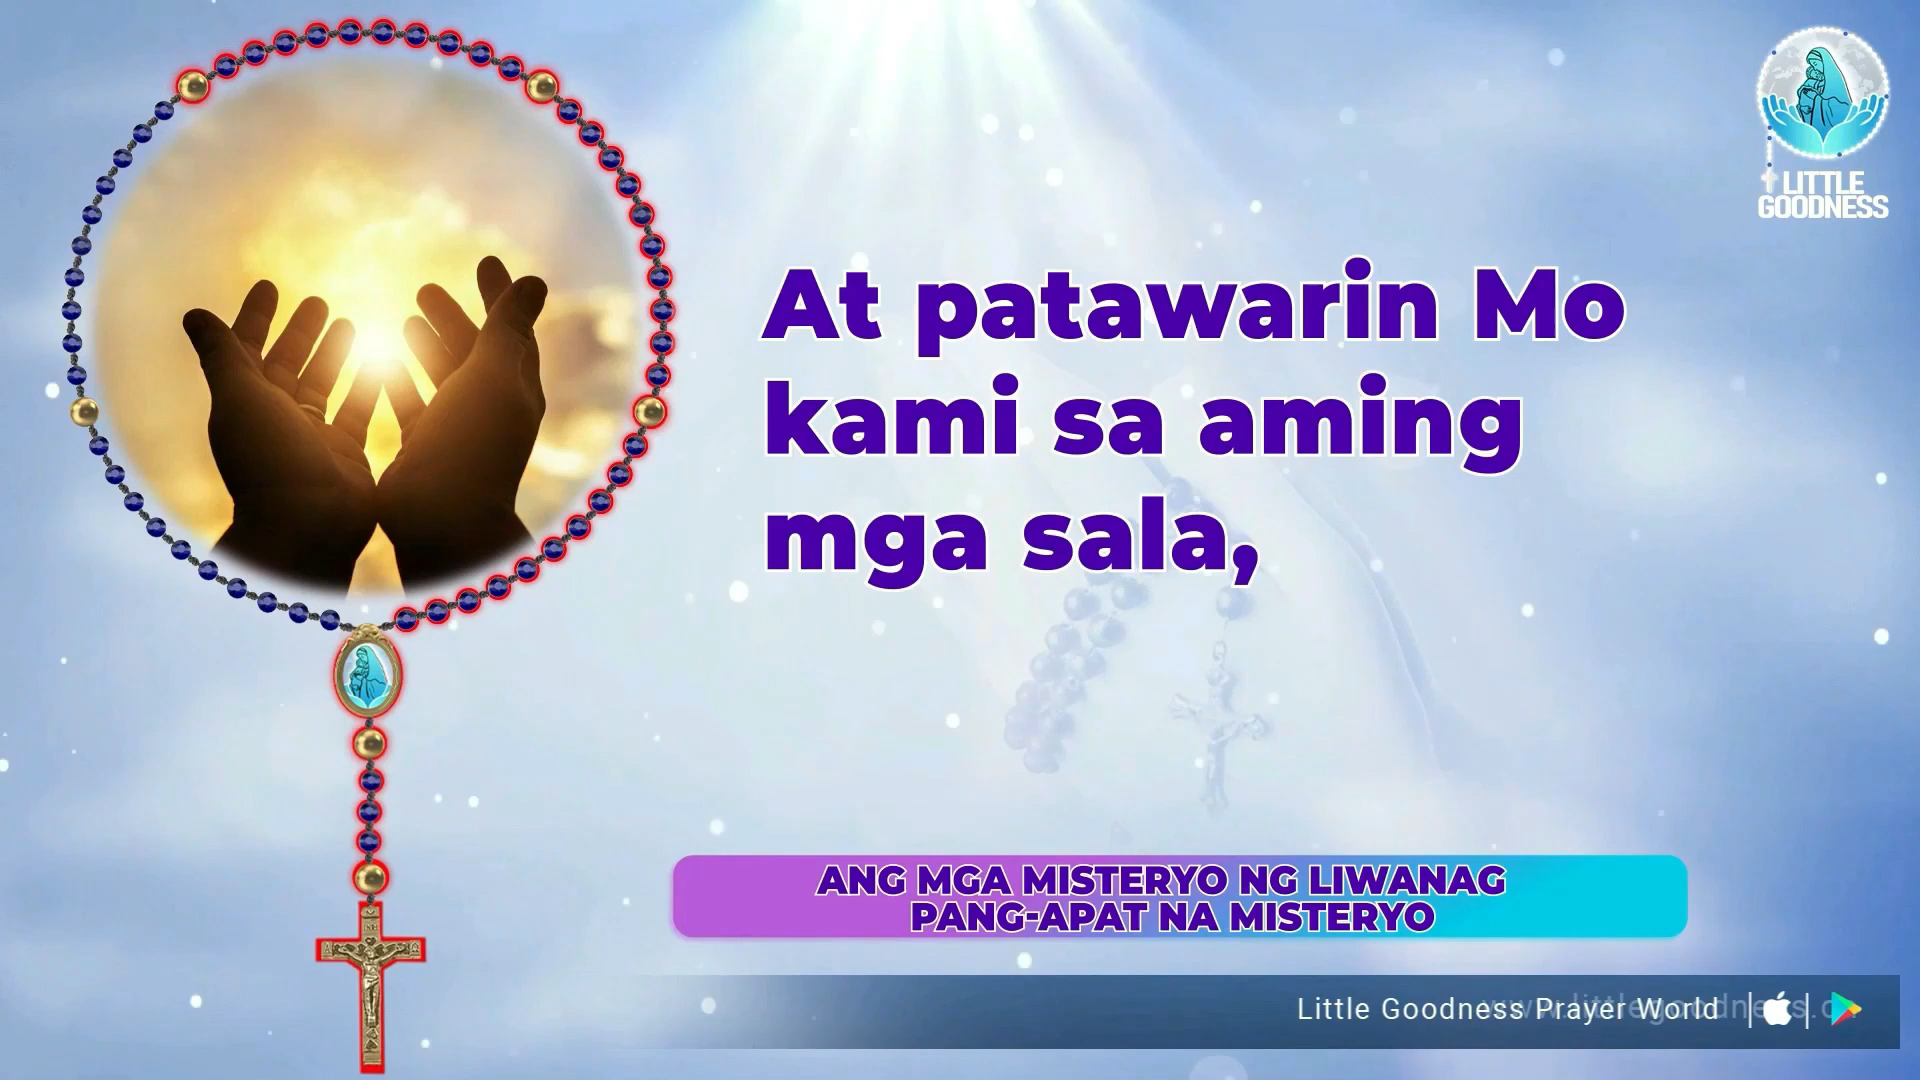 LITTLE
GOODNESS
At patawarin Mo
kami sa aming
mga sala,
ANG MGA MISTERYO NG LIWANAG
PANG-APAT NA MISTERYO
Little Goodness Prayer World